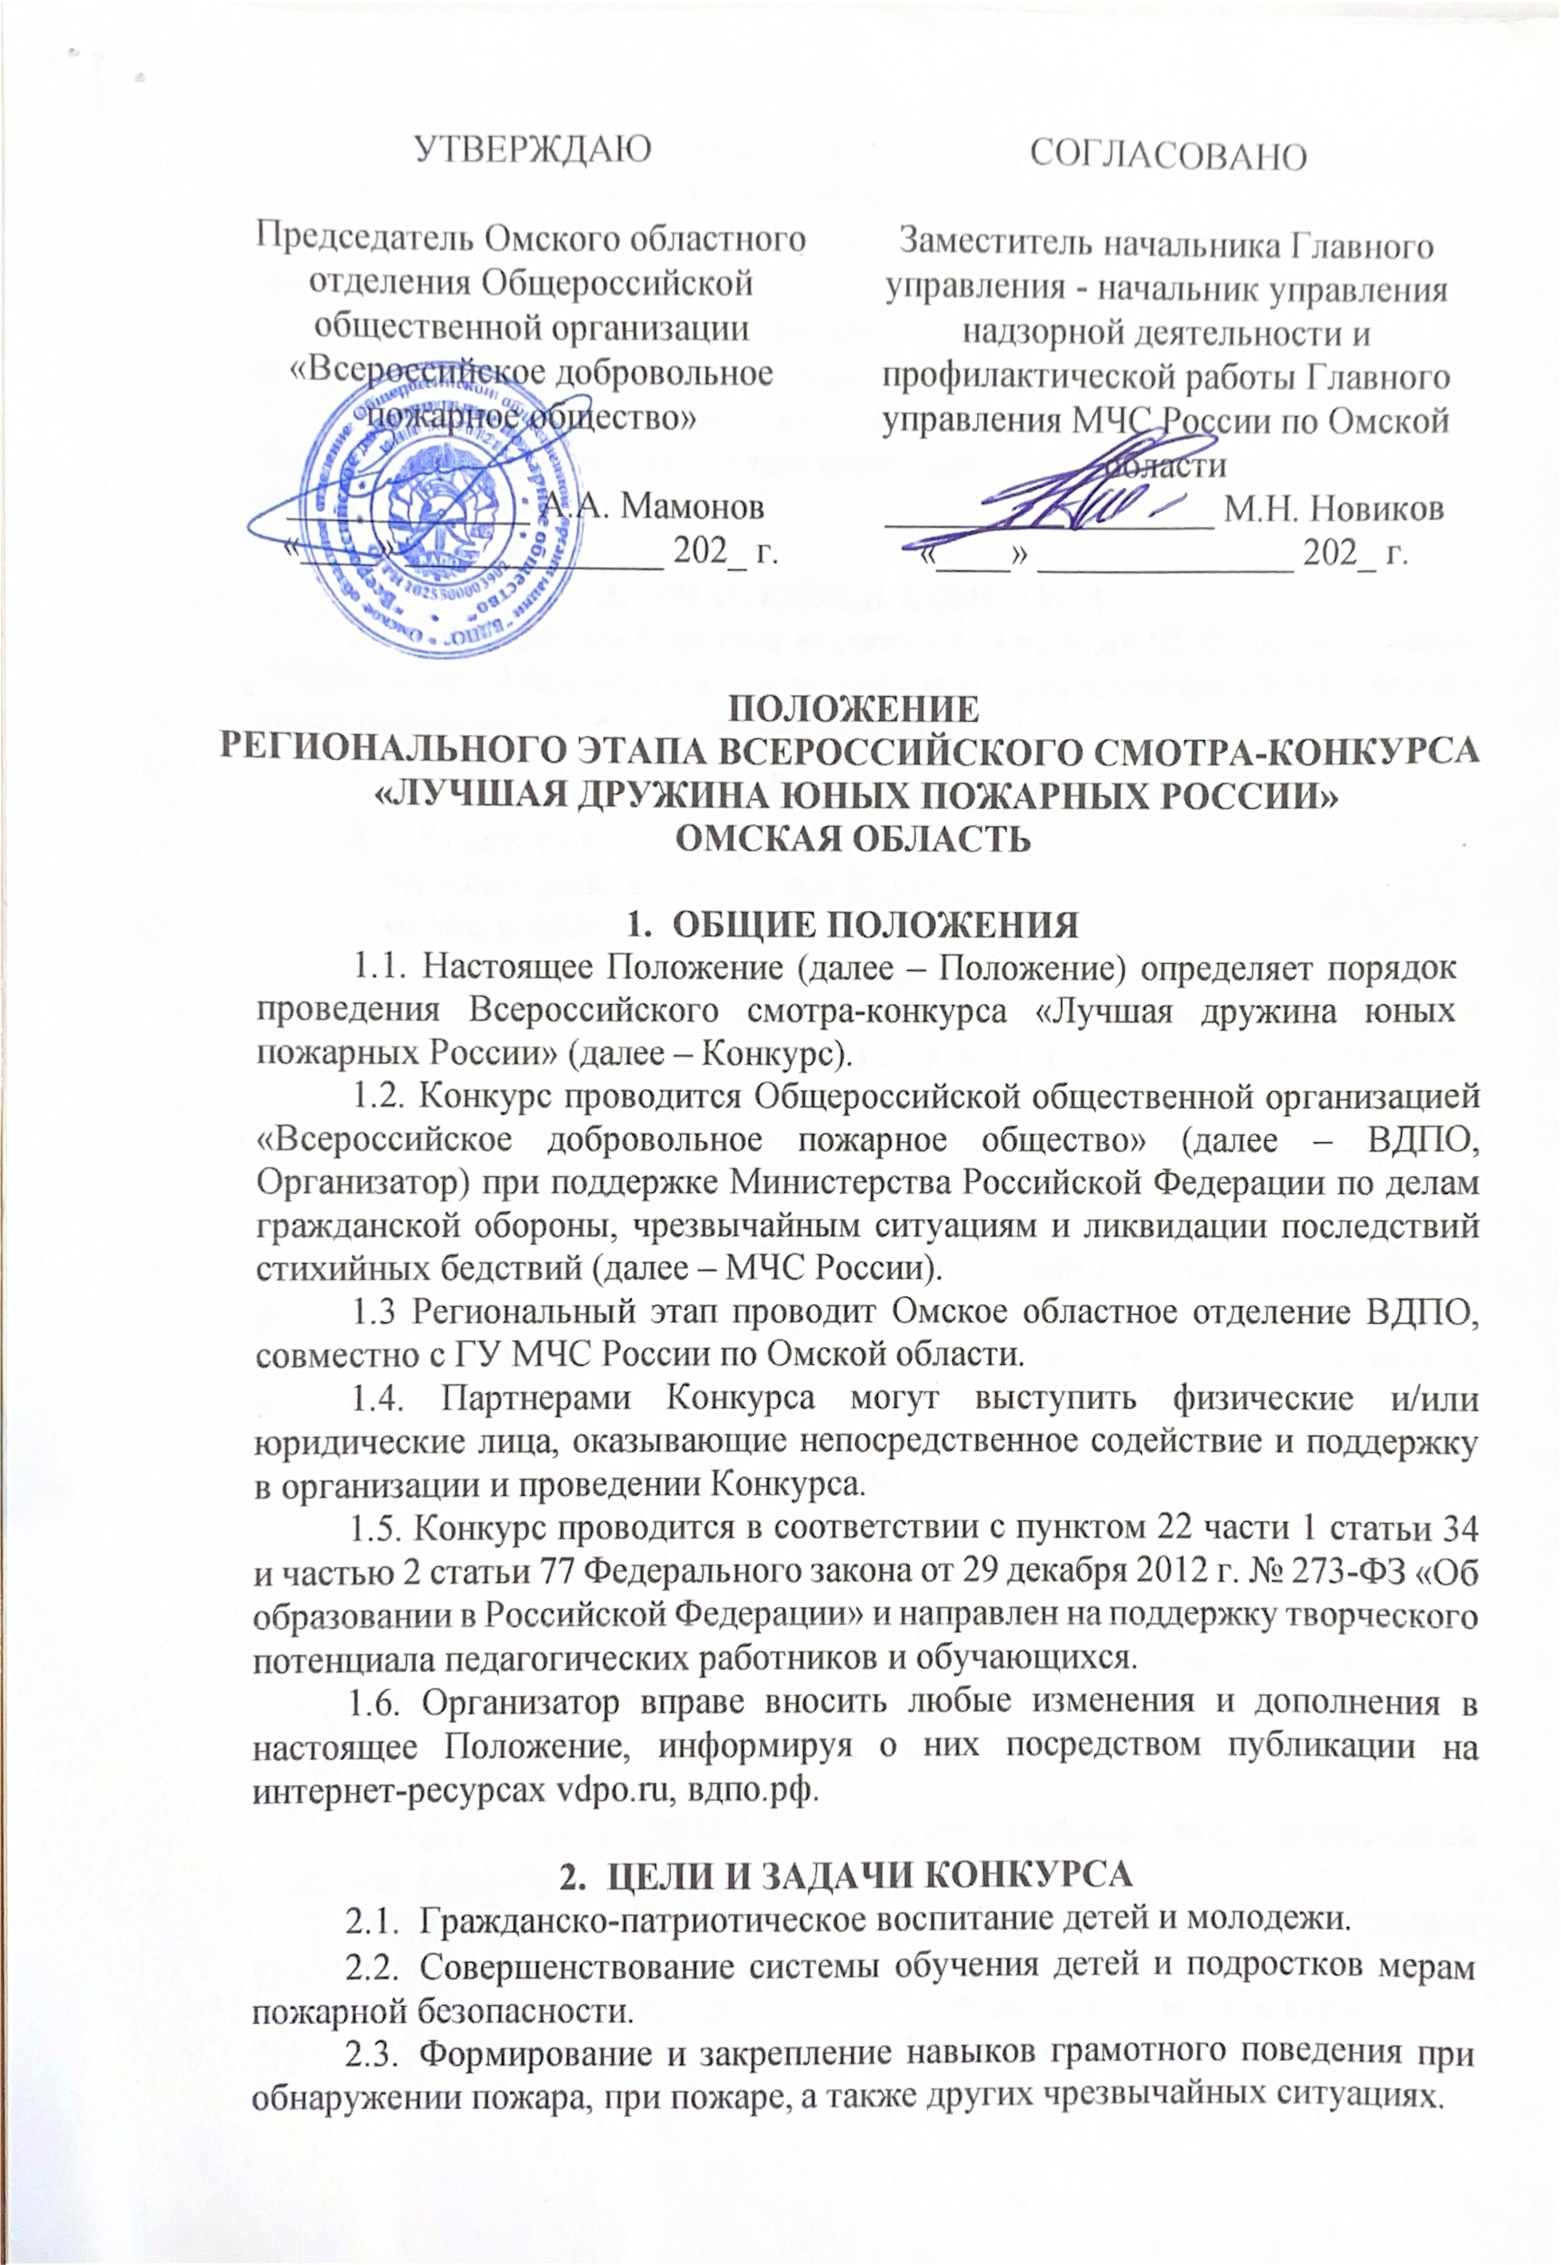 УТВЕРЖДАЮ
Председатель Омского областного
отделения Общероссийской
общественной организации
«Всероссийское добровольное
пожарное общество»
________________ А.А. Мамонов
«_____» ________________ 202_ г.
СОГЛАСОВАНО
Заместитель начальника Главного
управления - начальник управления
надзорной деятельности и
профилактической работы Главного
управления МЧС России по Омской
области
__________________ М.Н. Новиков
«____» ______________ 202_ г.
1025500003902
ПОЛОЖЕНИЕ
РЕГИОНАЛЬНОГО ЭТАПА ВСЕРОССИЙСКОГО СМОТРА-КОНКУРСА
«ЛУЧШАЯ ДРУЖИНА ЮНЫХ ПОЖАРНЫХ РОССИИ»
ОМСКАЯ ОБЛАСТЬ
1. ОБЩИЕ ПОЛОЖЕНИЯ
1.1. Настоящее Положение (далее – Положение) определяет порядок
проведения Всероссийского смотра-конкурса «Лучшая дружина юных
пожарных России» (далее – Конкурс).
1.2. Конкурс проводится Общероссийской общественной организацией
«Всероссийское добровольное пожарное общество» (далее – ВДПО,
Организатор) при поддержке Министерства Российской Федерации по делам
гражданской обороны, чрезвычайным ситуациям и ликвидации последствий
стихийных бедствий (далее – МЧС России).
1.3 Региональный этап проводит Омское областное отделение ВДПО,
совместно с ГУ МЧС России по Омской области.
1.4. Партнерами Конкурса могут выступить физические и/или
юридические лица, оказывающие непосредственное содействие и поддержку
в организации и проведении Конкурса.
1.5. Конкурс проводится в соответствии с пунктом 22 части 1 статьи 34
и частью 2 статьи 77 Федерального закона от 29 декабря 2012 г. № 273-ФЗ «Об
образовании в Российской Федерации» и направлен на поддержку творческого
потенциала педагогических работников и обучающихся.
1.6. Организатор вправе вносить любые изменения и дополнения в
настоящее Положение, информируя о них посредством публикации на
интернет-ресурсах vdpo.ru, вдпо.рф.
2. ЦЕЛИ И ЗАДАЧИ КОНКУРСА
2.1. Гражданско-патриотическое воспитание детей и молодежи.
2.2. Совершенствование системы обучения детей и подростков мерам
пожарной безопасности.
2.3. Формирование и закрепление навыков грамотного поведения при
обнаружении пожара, при пожаре, а также других чрезвычайных ситуациях.